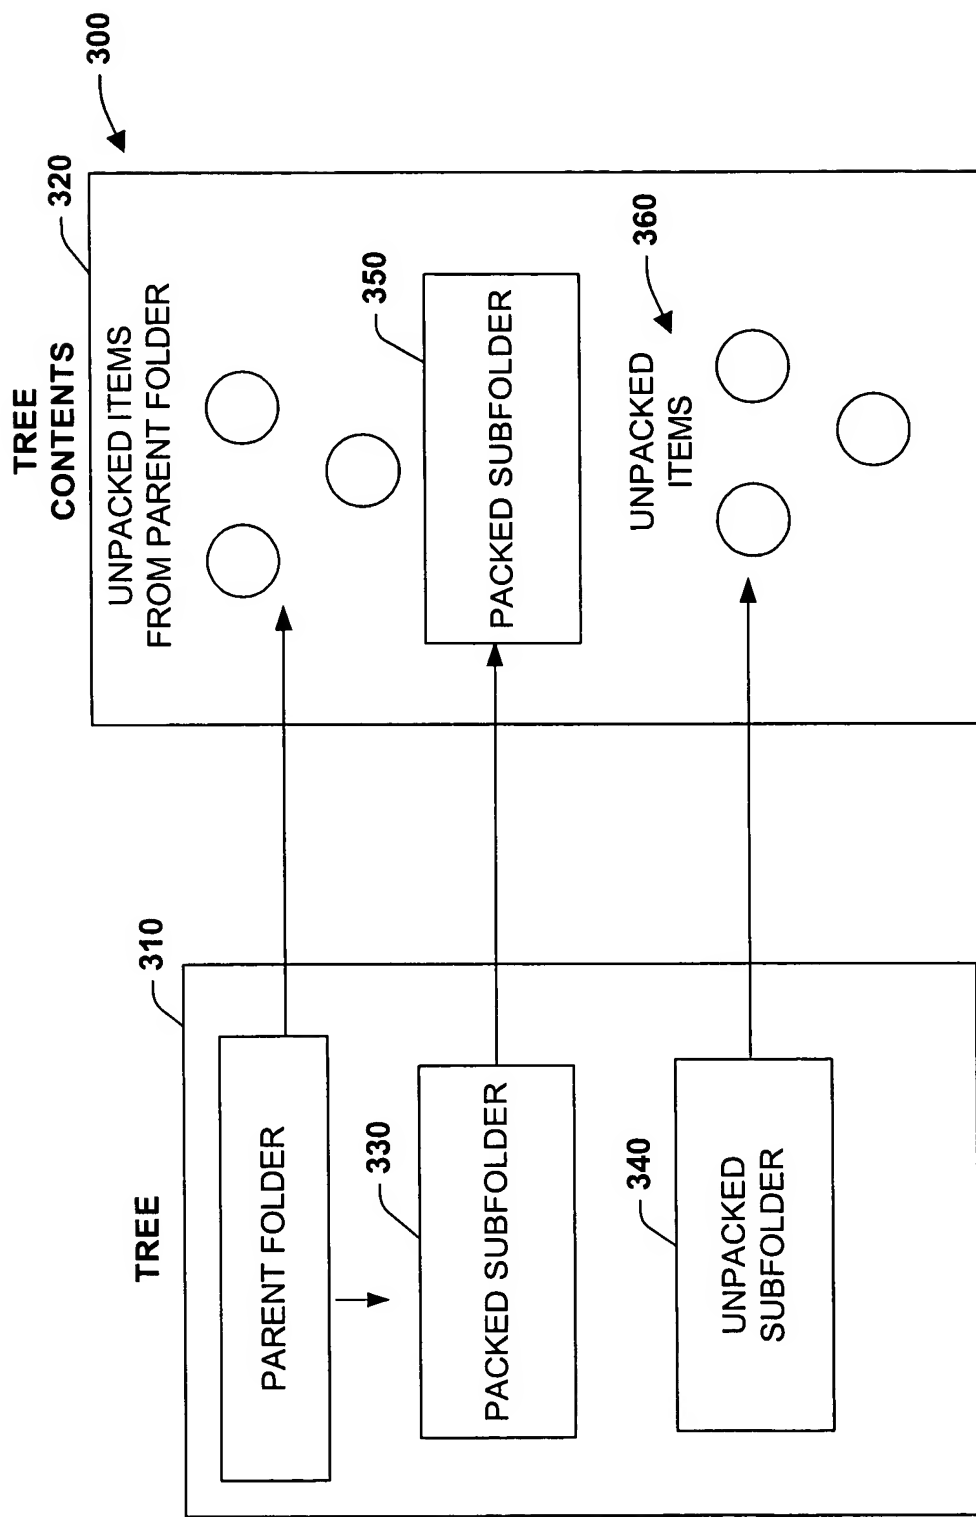 TREE
310
PARENT FOLDER
330
PACKED SUBFOLDER
340
UNPACKED
SUBFOLDER
TREE
CONTENTS
320
300
UNPACKED ITEMS
FROM PARENT FOLDER
350
PACKED SUBFOLDER
UNPACKED
ITEMS
360